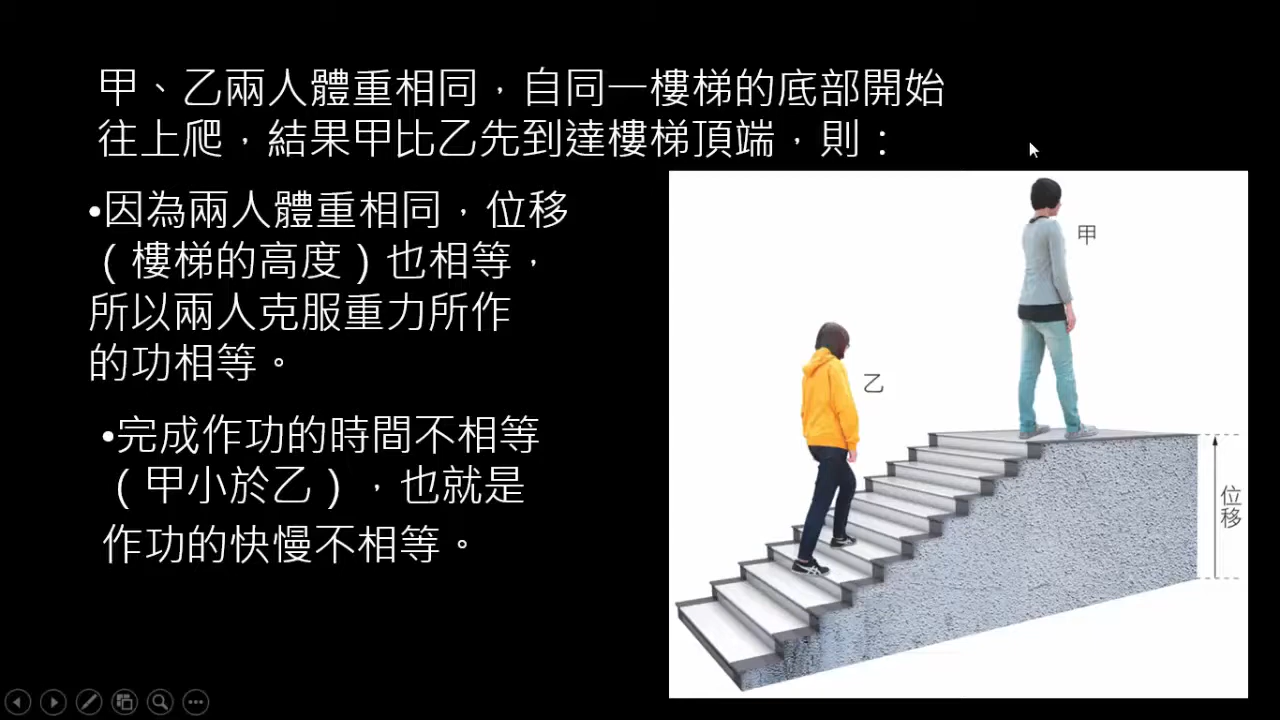 甲、乙兩人體重相同，自同一樓梯的底部開始
往上爬，結果甲比乙先到達樓梯頂端，則：
•因為兩人體重相同，位移
（樓梯的高度）也相等，
所以兩人克服重力所作
的功相等。
•完成作功的時間不相等
（甲小於乙），也就是
作功的快慢不相等。
甲
乙
位移